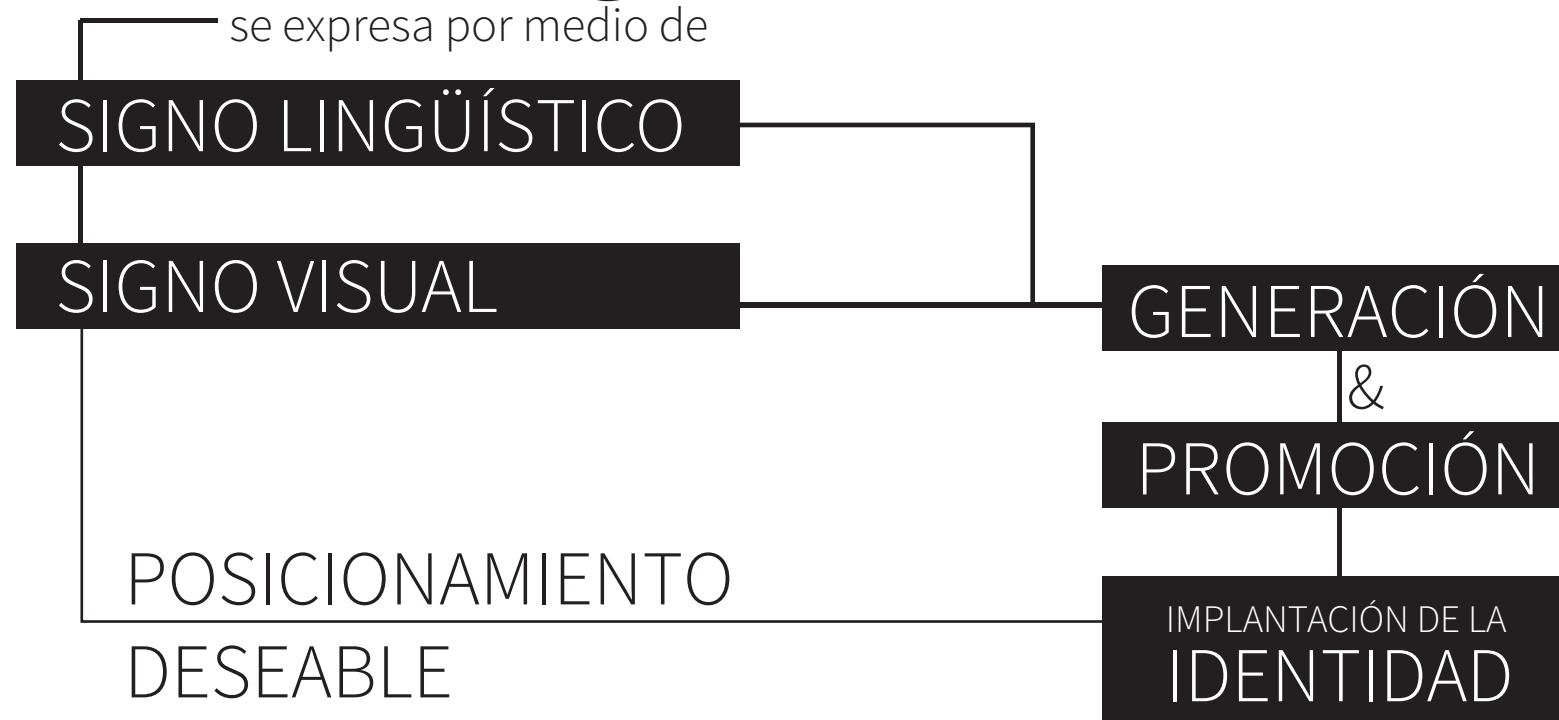 se expresa por medio de
SIGNO LINGÜÍSTICO
SIGNO VISUAL
GENERACIÓN
&
PROMOCIÓN
POSICIONAMIENTO
DESEABLE
IMPLANTACIÓN DE LA
IDENTIDAD